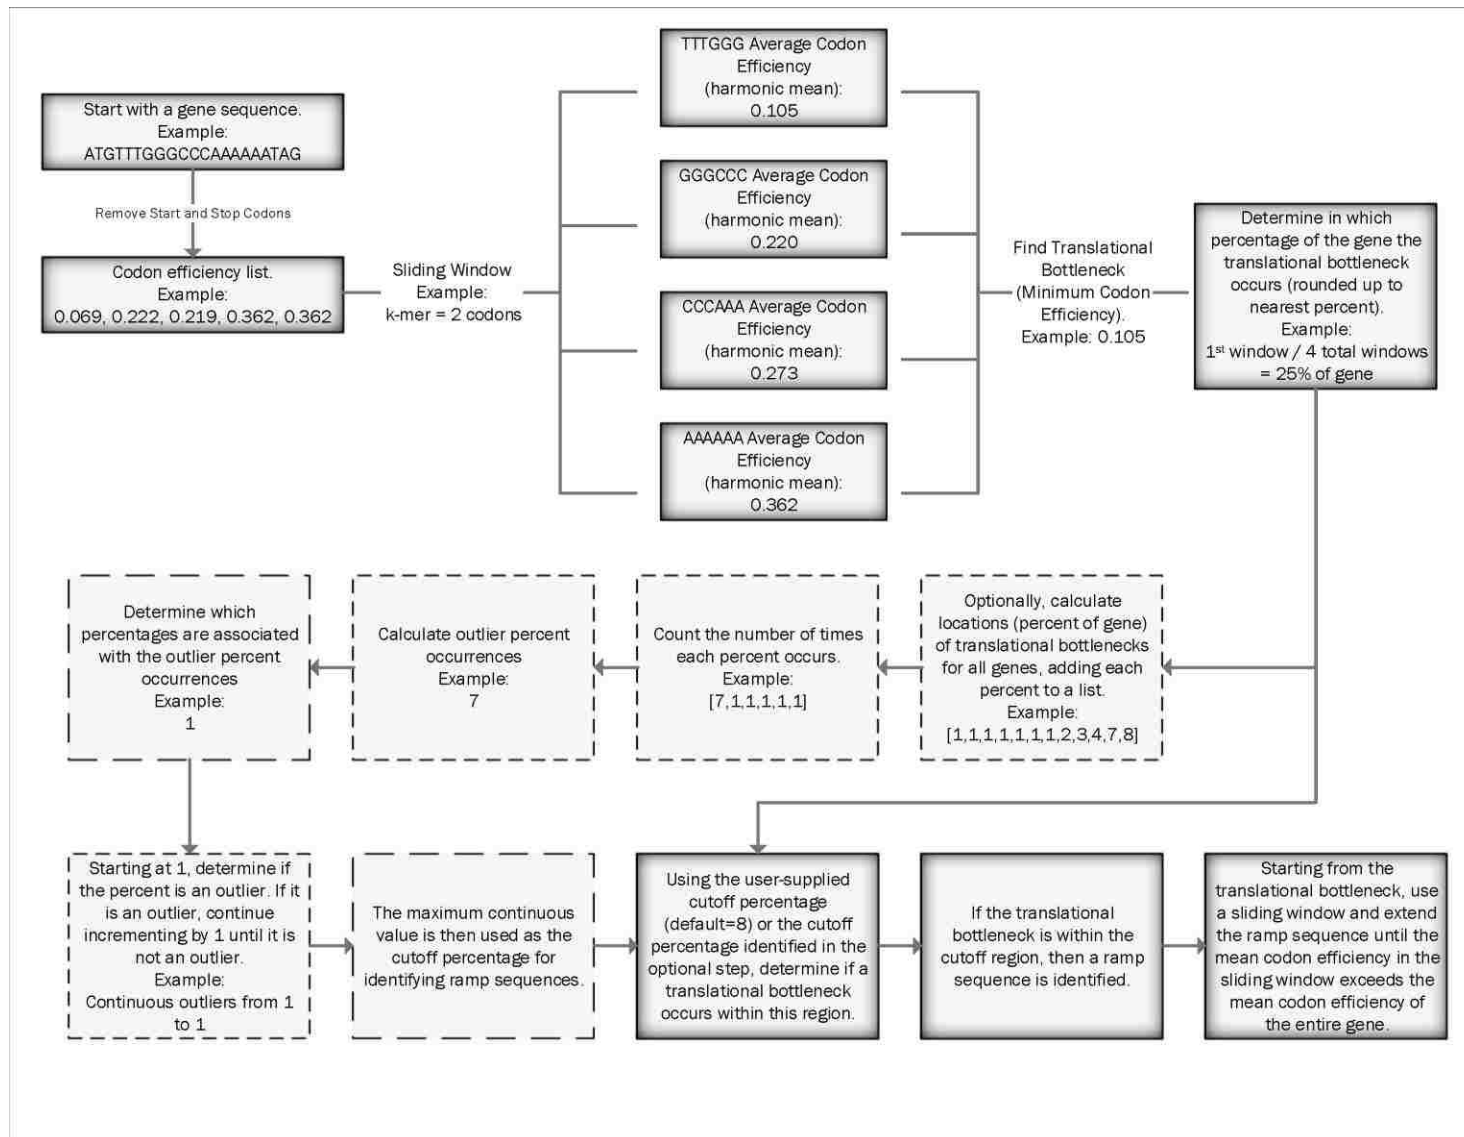 Start with a gene sequence.
Example:
ATGTTTGGGCCCAAAAAATAG
Remove Start and Stop Codons
Codon efficiency list.
Example:
0.069, 0.222, 0.219, 0.362, 0.362
Sliding Window
Example:
k-mer = 2 codons
TTTGGG Average Codon
Efficiency
(harmonic mean):
0.105
GGGCCC Average Codon
Efficiency
(harmonic mean):
0.220
CCCAAA Average Codon
Efficiency
(harmonic mean):
0.273
AAAAAA Average Codon
Efficiency
(harmonic mean):
0.362
Find Translational
Bottleneck
(Minimum Codon
Efficiency).
Example: 0.105
Determine in which
percentage of the gene the
translational bottleneck
occurs (rounded up to
nearest percent).
Example:
1st window / 4 total windows
= 25% of gene
Optionally, calculate
locations (percent of gene)
of translational bottlenecks
for all genes, adding each
percent to a list.
Example:
[1,1,1,1,1,1,1,2,3,4,7,8]
Count the number of times
each percent occurs.
Example:
[7,1,1,1,1,1]
Calculate outlier percent
occurrences
Example:
7
Determine which
percentages are associated
with the outlier percent
occurrences
Example:
1
Starting at 1, determine if
the percent is an outlier. If it
is an outlier, continue
incrementing by 1 until it is
not an outlier.
Example:
Continuous outliers from 1
to 1
The maximum continuous
value is then used as the
cutoff percentage for
identifying ramp sequences.
Using the user-supplied
cutoff percentage
(default=8) or the cutoff
percentage identified in the
optional step, determine if a
translational bottleneck
occurs within this region.
If the translational
bottleneck is within the
cutoff region, then a ramp
sequence is identified.
Starting from the
translational bottleneck, use
a sliding window and extend
the ramp sequence until the
mean codon efficiency in the
sliding window exceeds the
mean codon efficiency of
the entire gene.